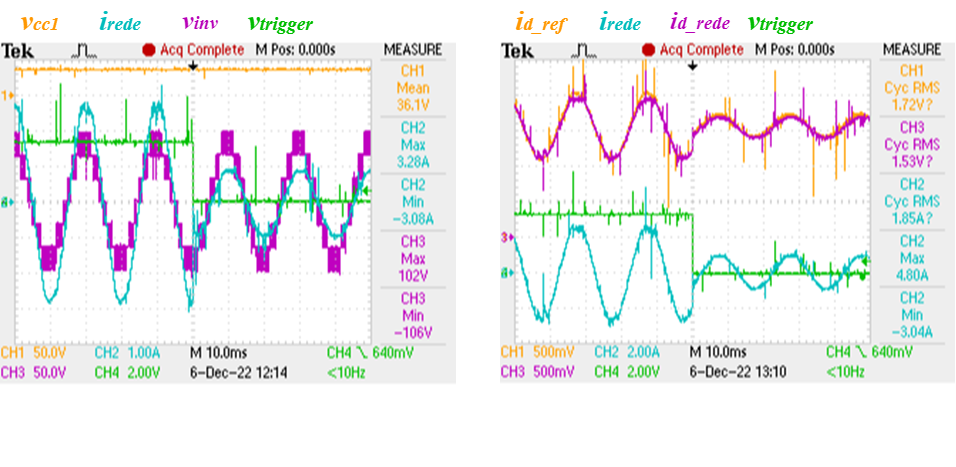 vcc1 irede vinv vtrigger
Tek Acq Complete M Pos: 0.000s MEASURE
CH1
Mean
36.1V
CH2
Max
3.28A
CH2
Min
-3.08A
CH3
Max
102V
CH3
Min
-106V
1
CH1 50.0V CH2 1.00A M 10.0ms CH4 640mV
CH3 50.0V CH4 2.00V 6-Dec-22 12:14 <10Hz
id_ref irede id_rede vtrigger
Tek Acq Complete M Pos: 0.000s MEASURE
CH1
Cyc RMS
1.72V?
CH3
Cyc RMS
1.53V?
CH2
Cyc RMS
1.85A?
CH2
Max
4.80A
CH2
Min
-3.04A
3
CH1 500mV CH2 2.00A M 10.0ms CH4 640mV
CH3 500mV CH4 2.00V 6-Dec-22 13:10 <10Hz